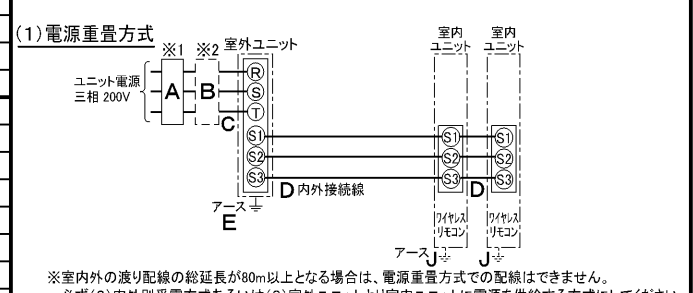 (1)電源重畳方式
※1 ※2 室外ユニット
室内ユニット 室内ユニット
ユニット電源
三相 200V
A B C
R
S
T
S1 S1 S1
S2 S2 S2
S3 S3 S3
D 内外接続線 D
アース
E
ワイヤレスリモコン ワイヤレスリモコン
アース J J
※室内外の渡り配線の総延長が80m以上となる場合は、電源重畳方式での配線はできません。